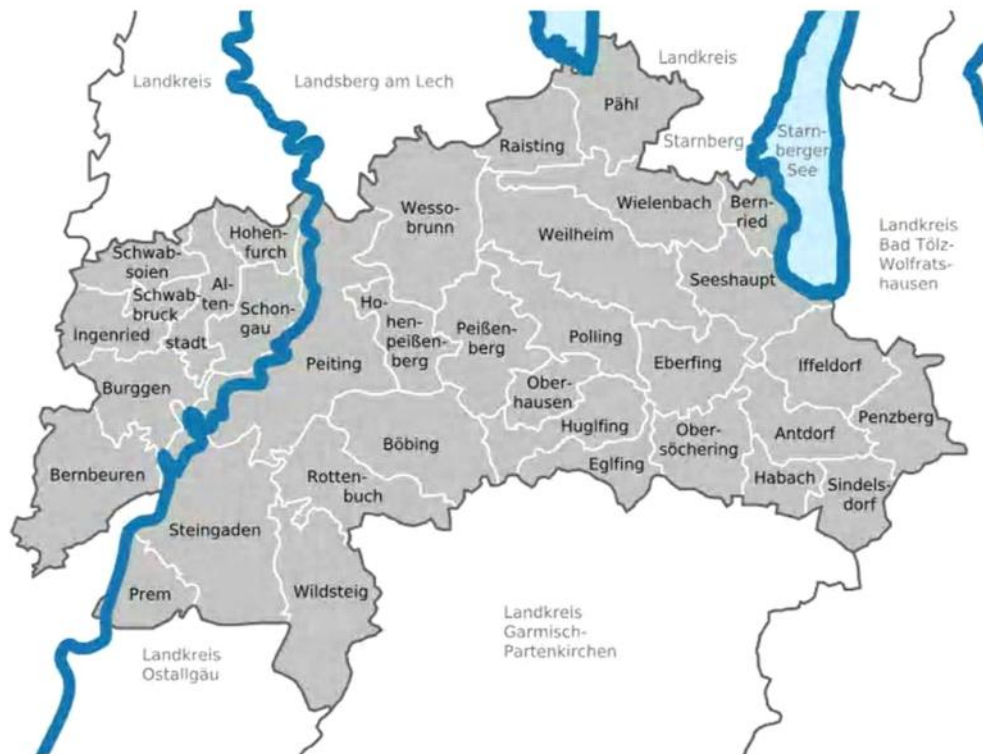 Landkreis
Landsberg am Lech
Landkreis
Starnberg
Starn-
berger
See
Pähl
Raisting
Wielenbach
Bern-
ried
Landkreis
Bad Tölz-
Wolfrats-
hausen
Wesso-
brunn
Weilheim
Seeshaupt
Hohen-
furch
Schwab-
soien
Schwab-
bruck
Al-
ten-
stadt
Schon-
gau
Ingenried
Peiting
Ho-
hen-
peißen-
berg
Peißen-
berg
Polling
Eberfing
Iffeldorf
Burggen
Ober-
hausen
Huglfing
Penzberg
Antdorf
Ober-
söchering
Böbing
Eglfing
Bernbeuren
Rotten-
buch
Habach
Sindels-
dorf
Steingaden
Prem
Wildsteig
Landkreis
Garmisch-
Partenkirchen
Landkreis
Ostallgäu